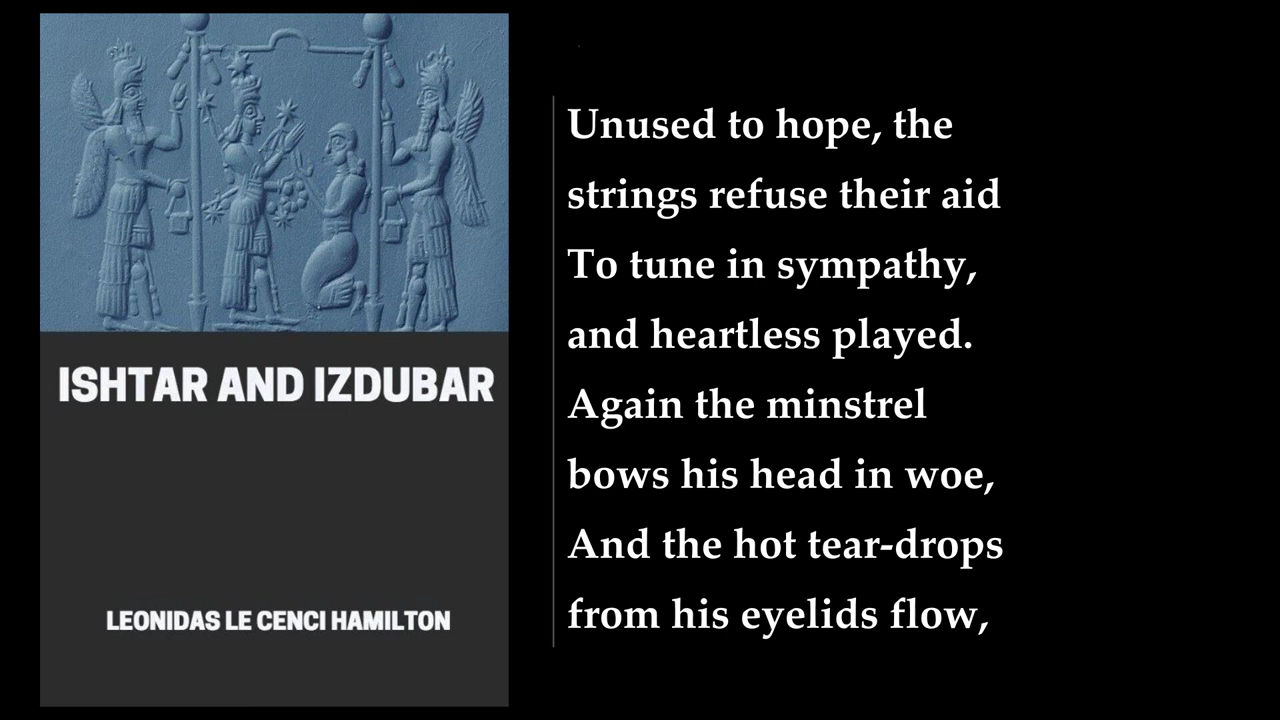 ISHTAR AND IZDUBAR
LEONIDAS LE CENCI HAMILTON
Unused to hope, the
strings refuse their aid
To tune in sympathy,
and heartless played.
Again the minstrel
bows his head in woe,
And the hot tear-drops
from his eyelids flow,